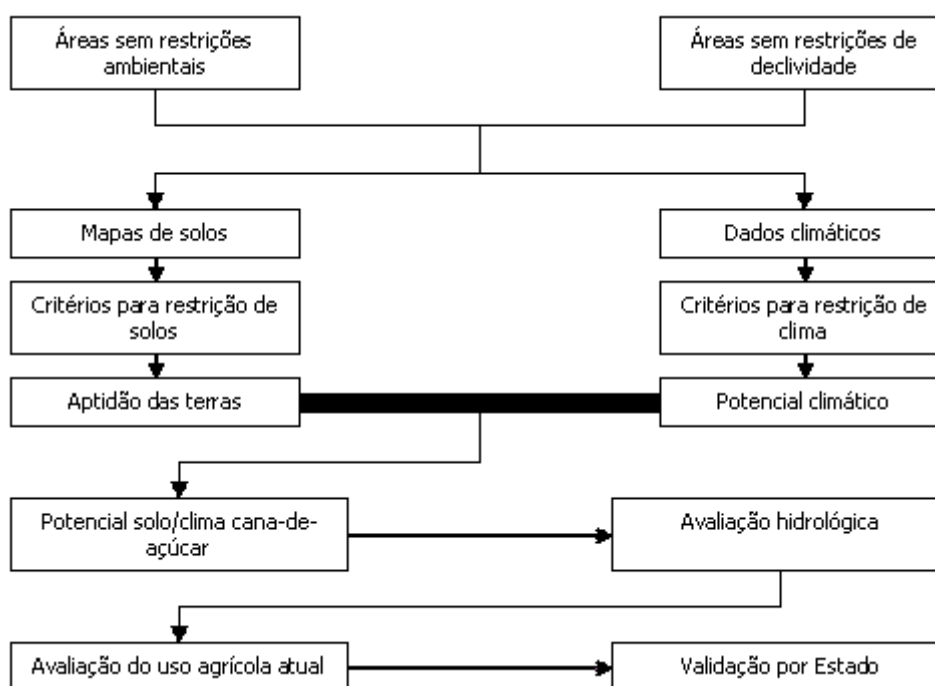 Áreas sem restrições
ambientais
Áreas sem restrições de
declividade
Mapas de solos
Dados climáticos
Critérios para restrição de
solos
Critérios para restrição de
clima
Aptidão das terras
Potencial climático
Potencial solo/clima cana-de-
açúcar
Avaliação hidrológica
Avaliação do uso agrícola atual
Validação por Estado